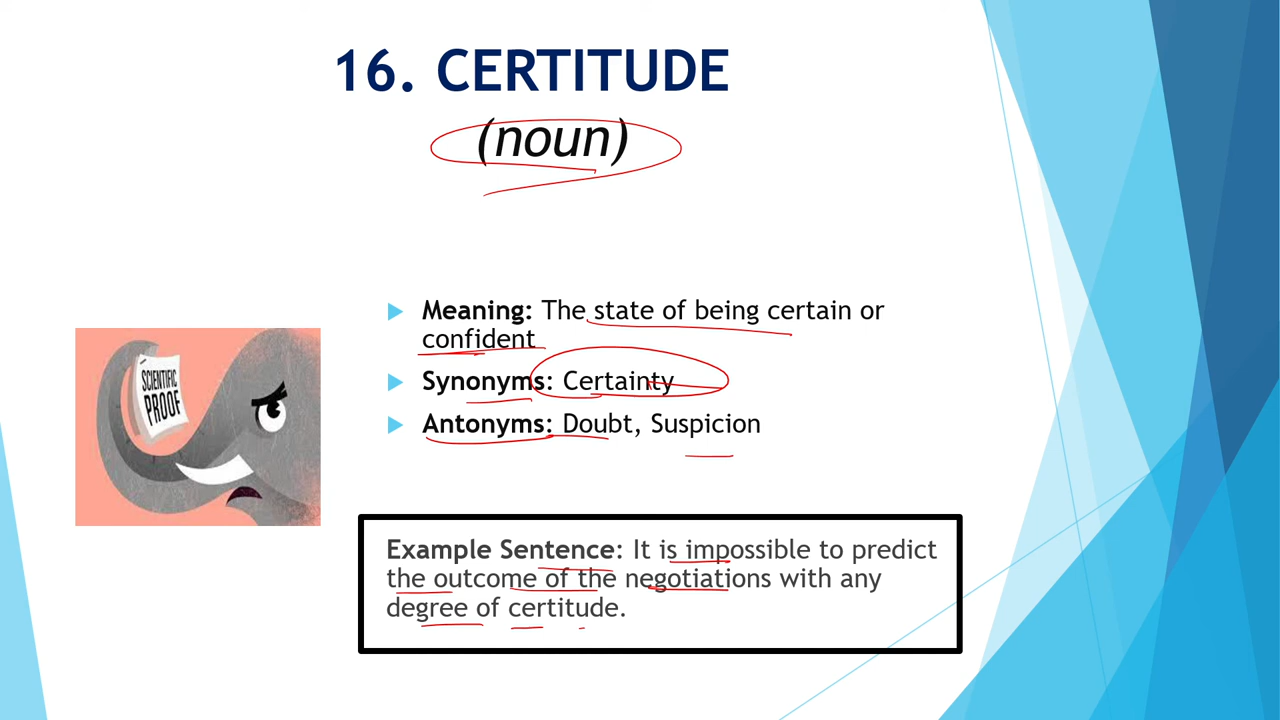 16. CERTITUDE
(noun)
Meaning: The state of being certain or
confident
Synonyms: Certainty
Antonyms: Doubt, Suspicion
SCIENTIFIC
PROOF
Example Sentence: It is impossible to predict
the outcome of the negotiations with any
degree of certitude.